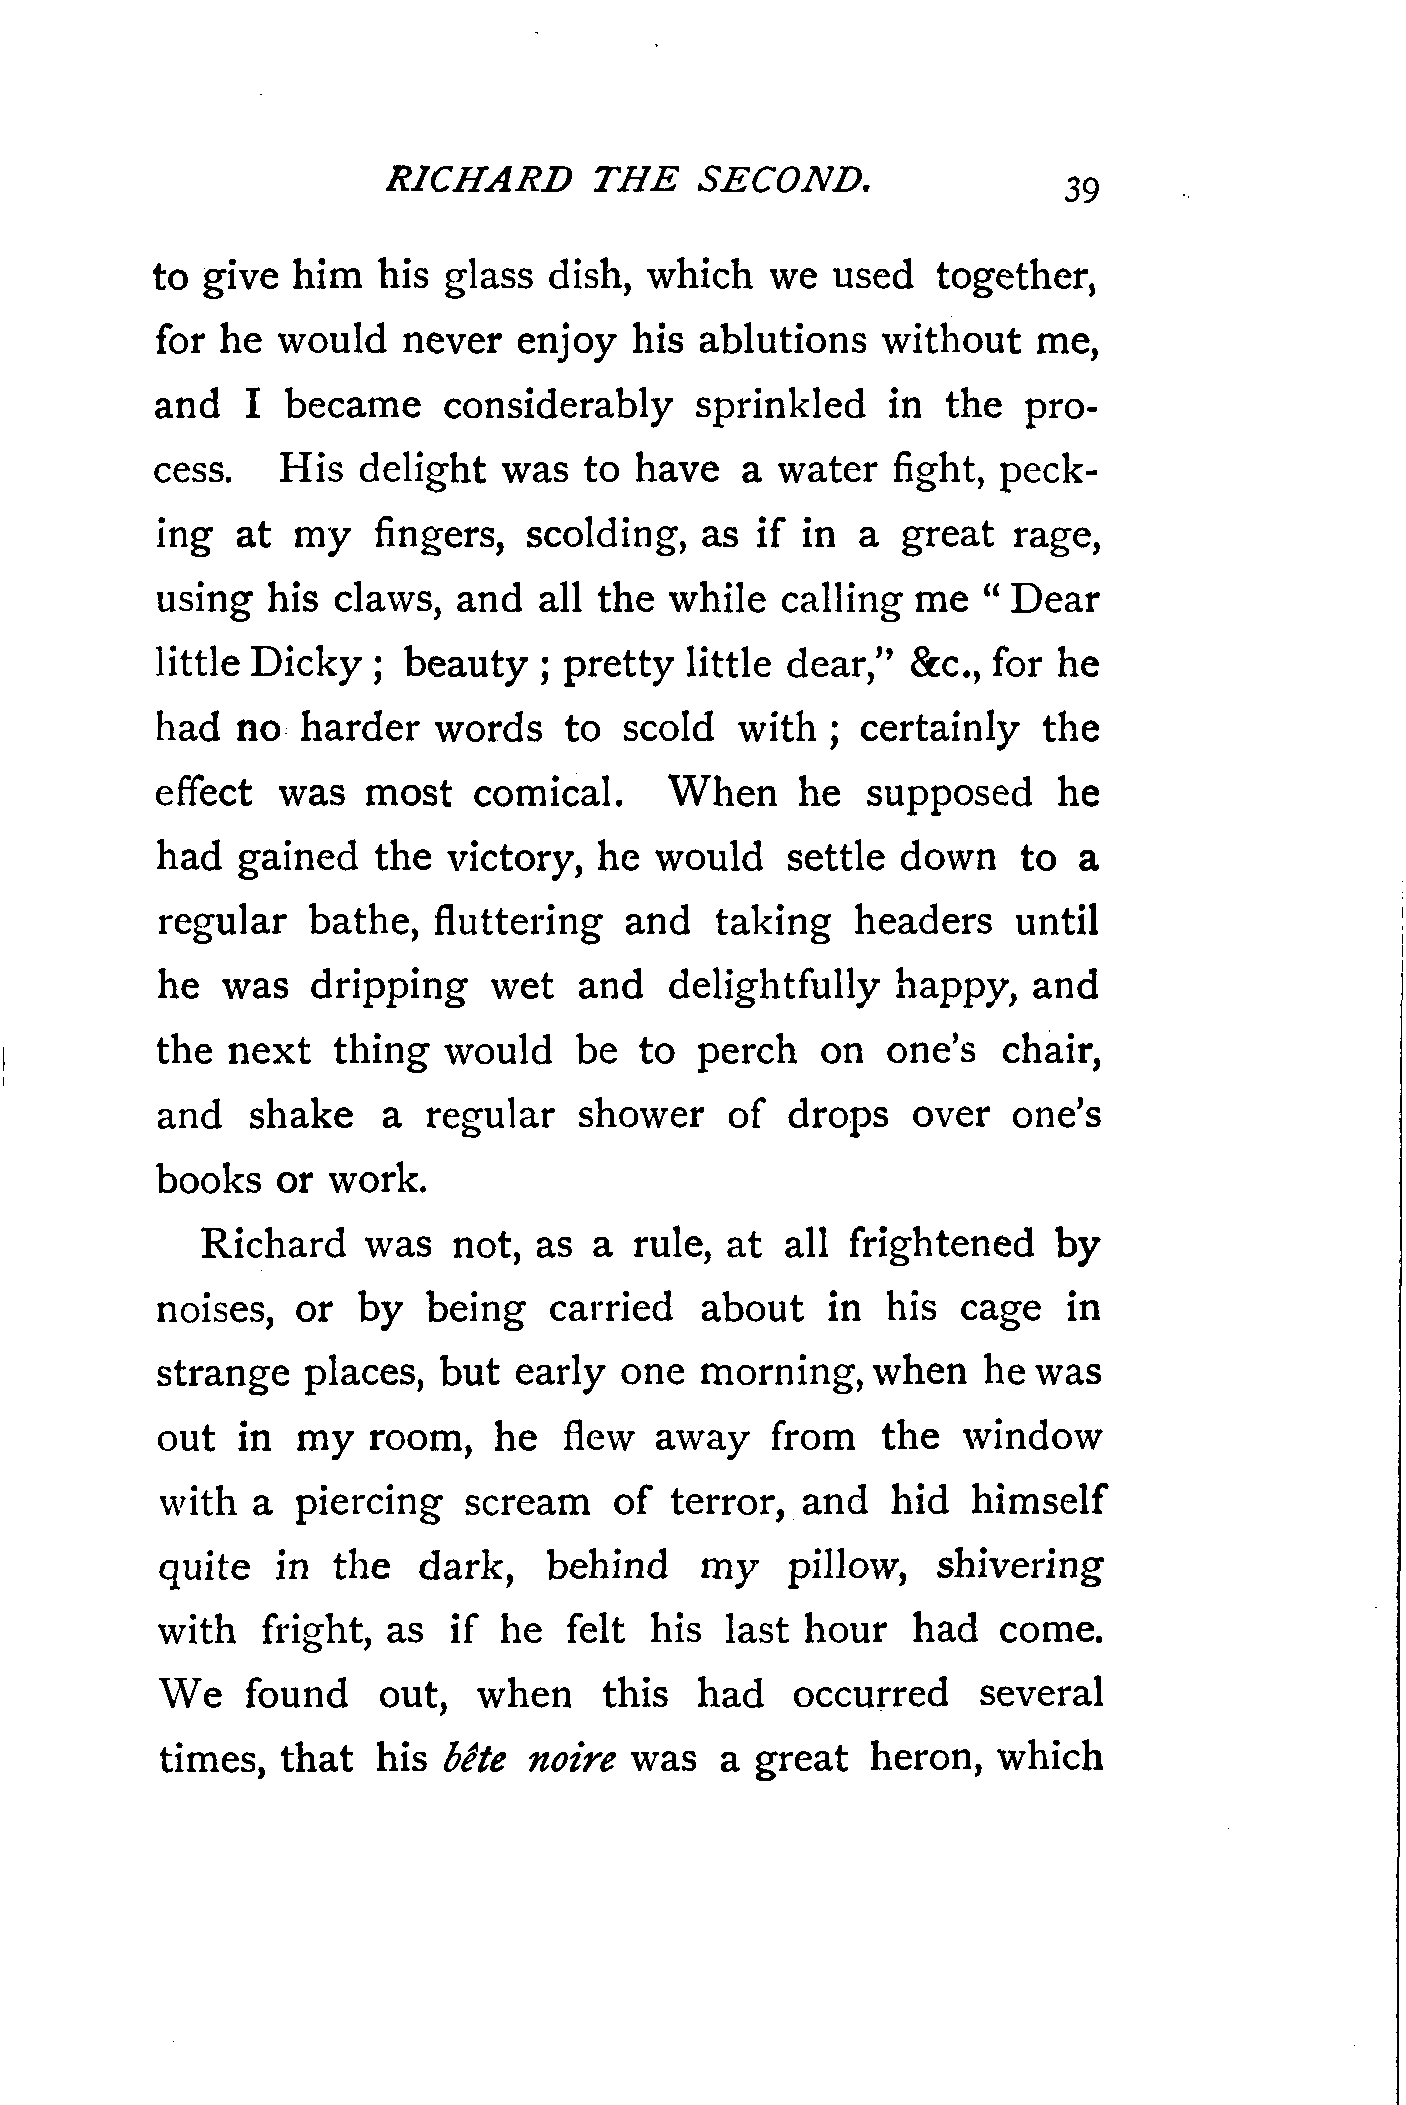 RICHARD THE SECOND. 39
to give him his glass dish, which we used together,
for he would never enjoy his ablutions without me,
and I became considerably sprinkled in the pro-
cess. His delight was to have a water fight, peck-
ing at my fingers, scolding, as if in a great rage,
using his claws, and all the while calling me “ Dear
little Dicky ; beauty ; pretty little dear,” &c., for he
had no harder words to scold with ; certainly the
effect was most comical. When he supposed he
had gained the victory, he would settle down to a
regular bathe, fluttering and taking headers until
he was dripping wet and delightfully happy, and
the next thing would be to perch on one's chair,
and shake a regular shower of drops over one's
books or work.
Richard was not, as a rule, at all frightened by
noises, or by being carried about in his cage in
strange places, but early one morning, when he was
out in my room, he flew away from the window
with a piercing scream of terror, and hid himself
quite in the dark, behind my pillow, shivering
with fright, as if he felt his last hour had come.
We found out, when this had occurred several
times, that his bête noire was a great heron, which